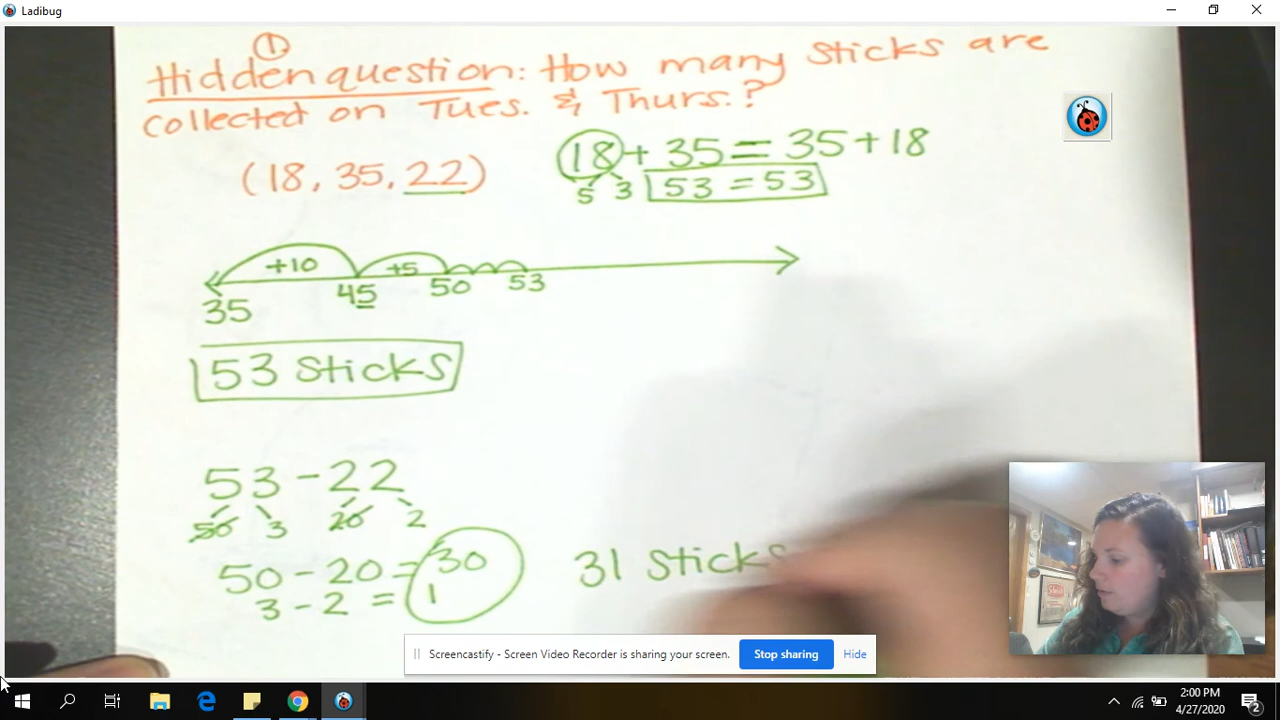 Ladibug
①
Hidden question: How many sticks are
collected on Tues. & Thurs.?
(18, 35, 22)
18 + 35 = 35 + 18
5 3
53 = 53
+10 +5
35 45 50 53
53 Sticks
53 - 22
50 3 20 2
50 - 20 = 30
3 - 2 = 1
31 Sticks
Screencastify - Screen Video Recorder is sharing your screen.
Stop sharing
Hide
2:00 PM
4/27/2020
2